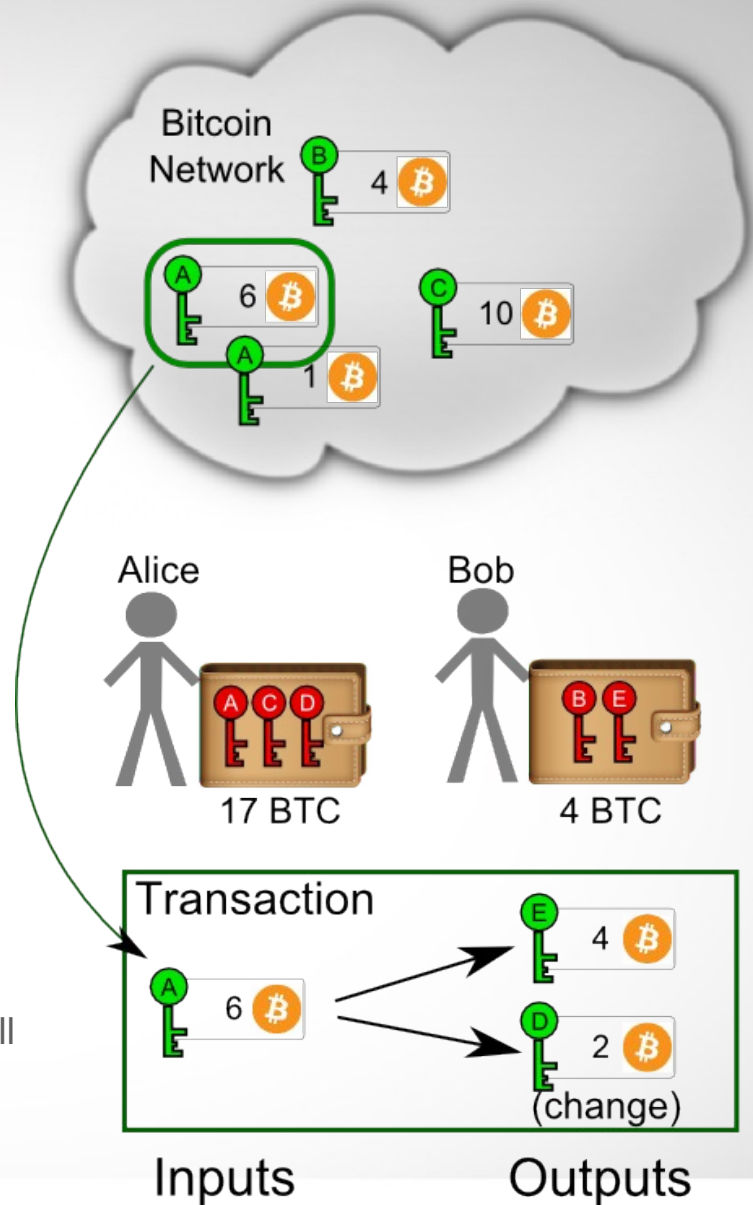 Bitcoin
Network
B
4
A
6
C
10
A
1
Alice
Bob
A C D
B E
17 BTC
4 BTC
Transaction
E
4
A
6
D
2
(change)
ll
Inputs
Outputs